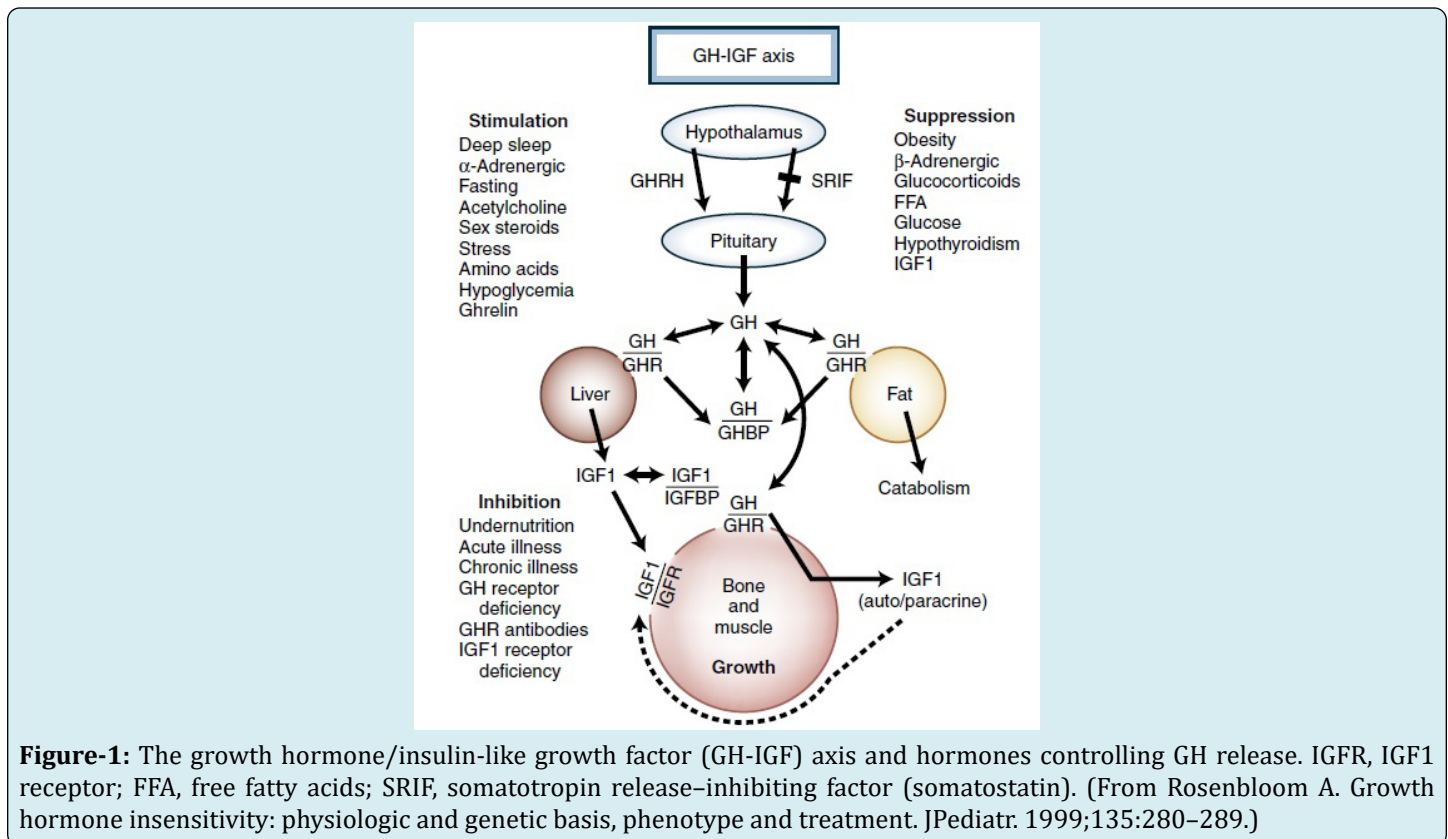 GH-IGF axis
Stimulation
Deep sleep
α-Adrenergic
Fasting
Acetylcholine
Sex steroids
Stress
Amino acids
Hypoglycemia
Ghrelin
Hypothalamus
GHRH
SRIF
Pituitary
Suppression
Obesity
β-Adrenergic
Glucocorticoids
FFA
Glucose
Hypothyroidism
IGF1
GH
GH
GHR
GH
GHR
Liver
GH
GHBP
Fat
IGF1
IGF1
IGFBP
Catabolism
GH
GHR
Inhibition
Undernutrition
Acute illness
Chronic illness
GH receptor
deficiency
GHR antibodies
IGF1 receptor
deficiency
IGF1
IGFR
Bone
and
muscle
Growth
IGF1
(auto/paracrine)
Figure-1: The growth hormone/insulin-like growth factor (GH-IGF) axis and hormones controlling GH release. IGFR, IGF1
receptor; FFA, free fatty acids; SRIF, somatotropin release–inhibiting factor (somatostatin). (From Rosenbloom A. Growth
hormone insensitivity: physiologic and genetic basis, phenotype and treatment. JPediatr. 1999;135:280–289.)